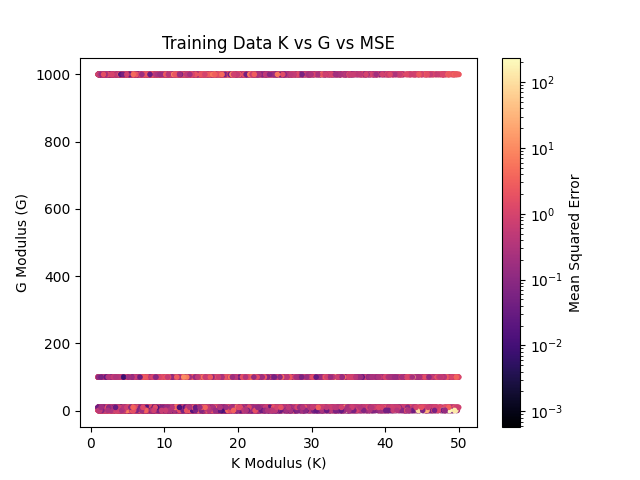 Training Data K vs G vs MSE
G Modulus (G)
1000
800
600
400
200
0
0 10 20 30 40 50
K Modulus (K)
10²
10¹
10⁰
10⁻¹
10⁻²
10⁻³
Mean Squared Error